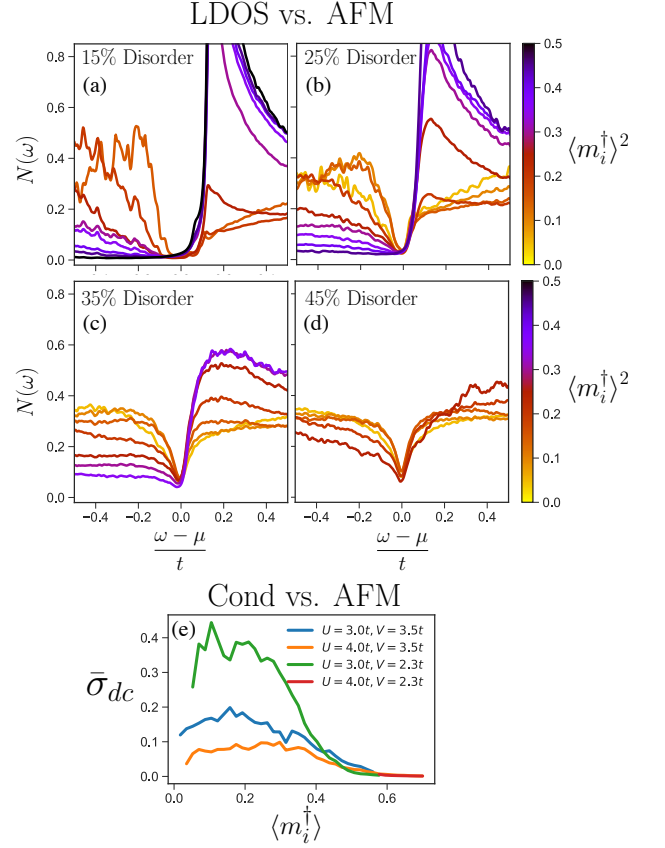 LDOS vs. AFM
15% Disorder
(a)
25% Disorder
(b)
N(ω)
0.8
0.6
0.4
0.2
0.0
0.5
0.4
0.3
0.2
0.1
0.0
⟨m_i^†⟩²
35% Disorder
(c)
45% Disorder
(d)
N(ω)
0.8
0.6
0.4
0.2
0.0
−0.4 −0.2 0.0 0.2 0.4
−0.4 −0.2 0.0 0.2 0.4
ω − μ
t
ω − μ
t
0.5
0.4
0.3
0.2
0.1
0.0
⟨m_i^†⟩²
Cond vs. AFM
(e)
U = 3.0t, V = 3.5t
U = 4.0t, V = 3.5t
U = 3.0t, V = 2.3t
U = 4.0t, V = 2.3t
σ̄_dc
0.4
0.3
0.2
0.1
0.0
0.0 0.2 0.4 0.6
⟨m_i^†⟩